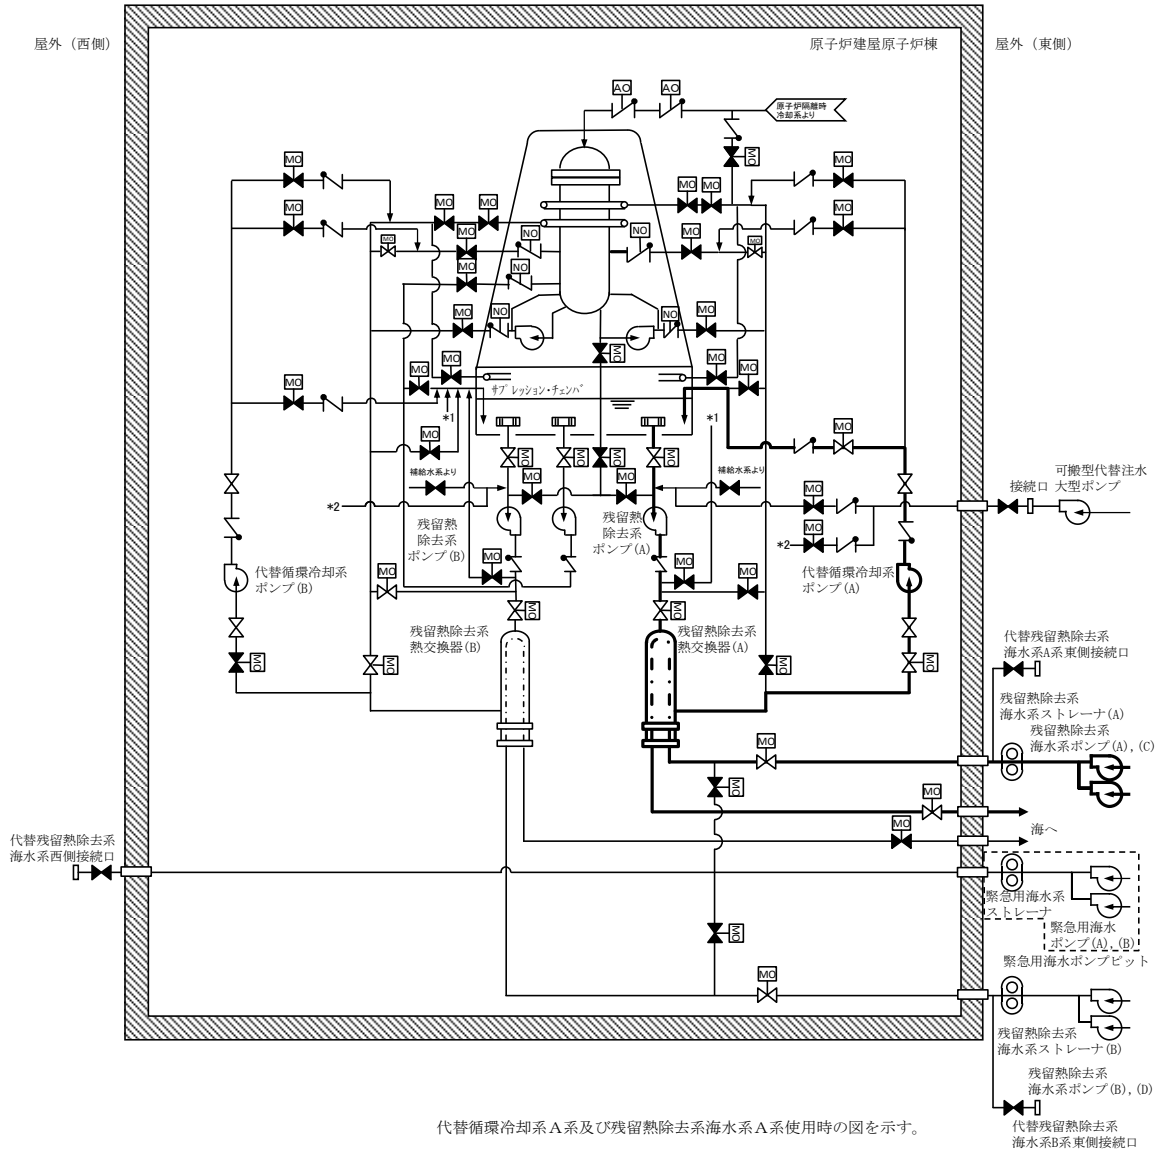 屋外（西側）
原子炉建屋原子炉棟
屋外（東側）
AO
AO
原子炉隔離時
冷却系より
MO
MO
MO
MO
MO
MO
MO
MO
MO
MO
MO
MO
NO
NO
MO
MO
MO
MO
NO
MO
NO
NO
MO
MO
MO
MO
MO
MO
MO
サプレッション・チェンバ
*1
*1
MO
MO
MO
MO
MO
MO
補給水系より
補給水系より
MO
MO
MO
接続口
可搬型代替注水
大型ポンプ
*2
残留熱
除去系
ポンプ(B)
残留熱
除去系
ポンプ(A)
MO
*2
代替循環冷却系
ポンプ(B)
MO
MO
MO
MO
代替循環冷却系
ポンプ(A)
MO
MO
残留熱除去系
熱交換器(B)
残留熱除去系
熱交換器(A)
代替残留熱除去系
海水系A系東側接続口
MO
MO
MO
MO
残留熱除去系
海水系ストレーナ(A)
残留熱除去系
海水系ポンプ(A),(C)
MO
MO
MO
海へ
MO
代替残留熱除去系
海水系西側接続口
緊急用海水系
ストレーナ
緊急用海水
ポンプ(A),(B)
緊急用海水ポンプピット
MO
MO
残留熱除去系
海水系ストレーナ(B)
残留熱除去系
海水系ポンプ(B),(D)
代替残留熱除去系
海水系B系東側接続口
代替循環冷却系A系及び残留熱除去系海水系A系使用時の図を示す。